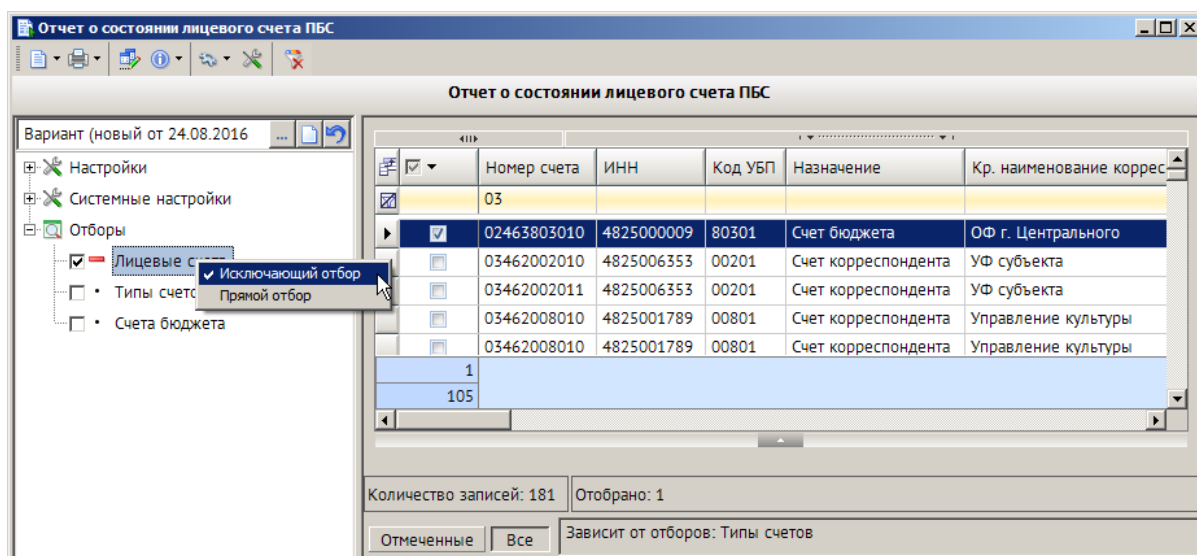 Отчет о состоянии лицевого счета ПБС
Отчет о состоянии лицевого счета ПБС
Вариант (новый от 24.08.2016 ...
Настройки
Системные настройки
Отборы
Лицевые
Типы
Счета бюджета
Исключающий отбор
Прямой отбор
Номер счета ИНН Код УБП Назначение Кр. наименование коррес
03
02463803010 4825000009 80301 Счет бюджета ОФ г. Центрального
03462002010 4825006353 00201 Счет корреспондента УФ субъекта
03462002011 4825006353 00201 Счет корреспондента УФ субъекта
03462008010 4825001789 00801 Счет корреспондента Управление культуры
03462008010 4825001789 00801 Счет корреспондента Управление культуры
1
105
Количество записей: 181 Отобрано: 1
Отмеченные Все Зависит от отборов: Типы счетов